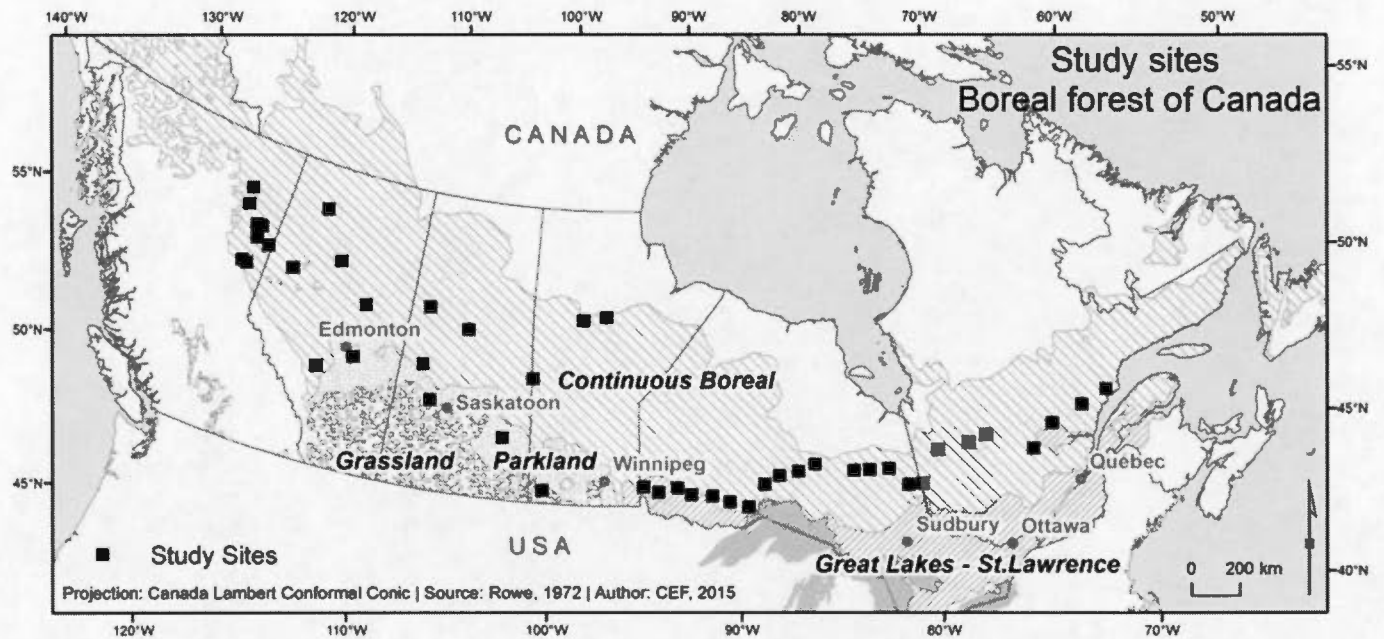 140°W 130°W 120°W 110°W 100°W 90°W 80°W 70°W 60°W 50°W
Study sites
Boreal forest of Canada
55°N
55°N
CANADA
55°N
50°N
50°N
Edmonton
Continuous Boreal
Saskatoon
45°N
Grassland Parkland Winnipeg
Québec
45°N
Sudbury Ottawa
USA
Study Sites
Great Lakes - St.Lawrence
0 200 km
40°N
Projection: Canada Lambert Conformal Conic | Source: Rowe, 1972 | Author: CEF, 2015
120°W 110°W 100°W 90°W 80°W 70°W